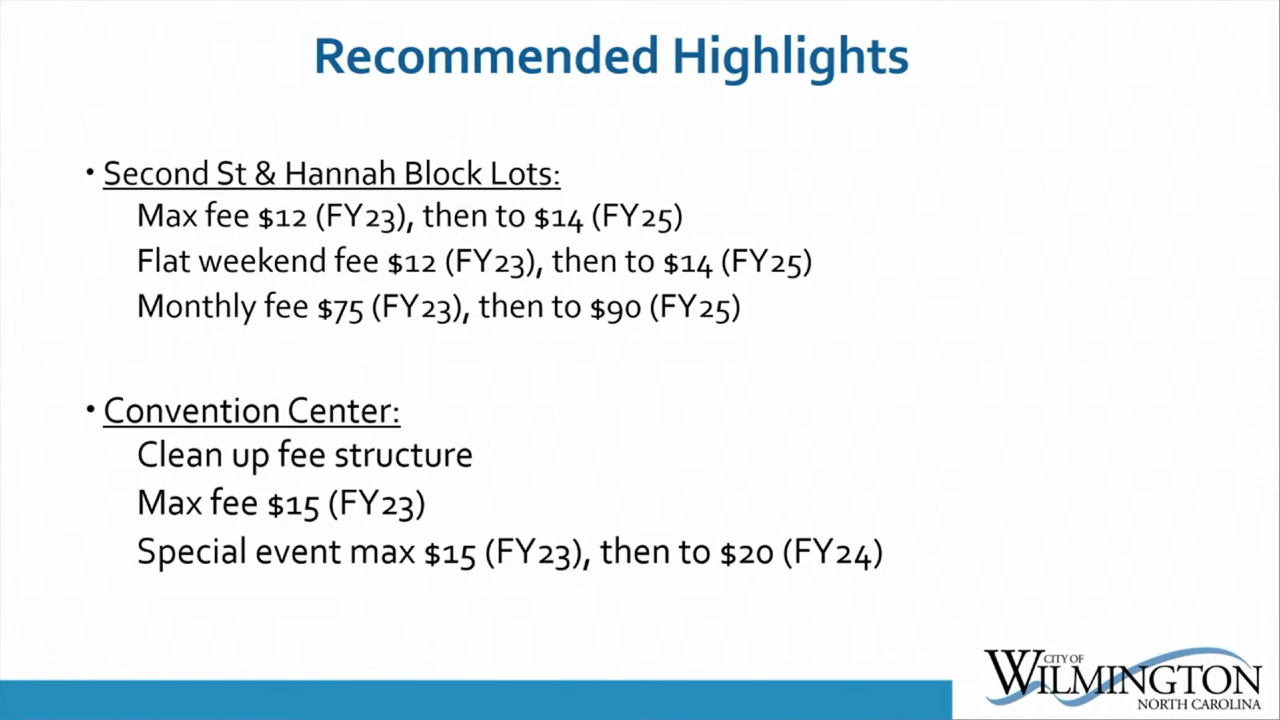 Recommended Highlights
• Second St & Hannah Block Lots:
Max fee $12 (FY23), then to $14 (FY25)
Flat weekend fee $12 (FY23), then to $14 (FY25)
Monthly fee $75 (FY23), then to $90 (FY25)
• Convention Center:
Clean up fee structure
Max fee $15 (FY23)
Special event max $15 (FY23), then to $20 (FY24)
CITY OF
WILMINGTON
NORTH CAROLINA